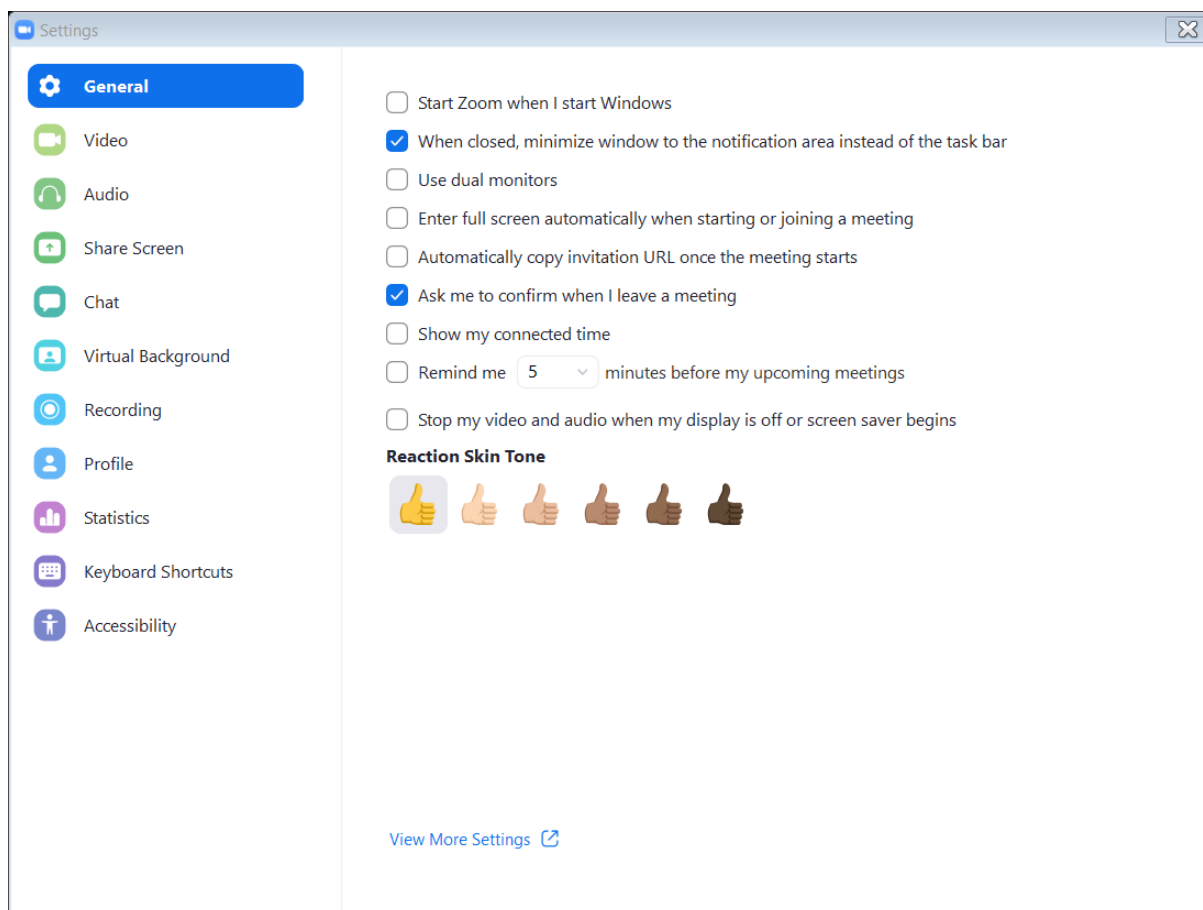 Settings
General
Video
Audio
Share Screen
Chat
Virtual Background
Recording
Profile
Statistics
Keyboard Shortcuts
Accessibility
Start Zoom when I start Windows
When closed, minimize window to the notification area instead of the task bar
Use dual monitors
Enter full screen automatically when starting or joining a meeting
Automatically copy invitation URL once the meeting starts
Ask me to confirm when I leave a meeting
Show my connected time
Remind me 5 minutes before my upcoming meetings
Stop my video and audio when my display is off or screen saver begins
Reaction Skin Tone
View More Settings